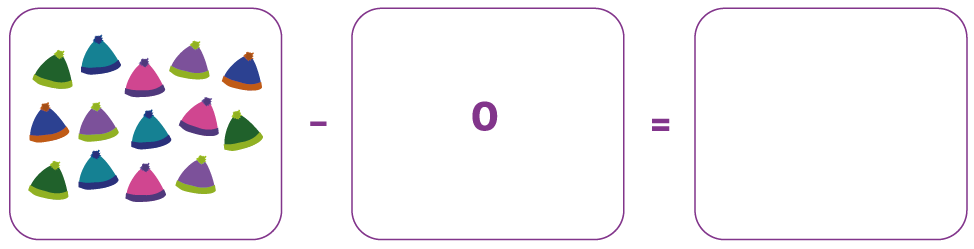 – 0 =